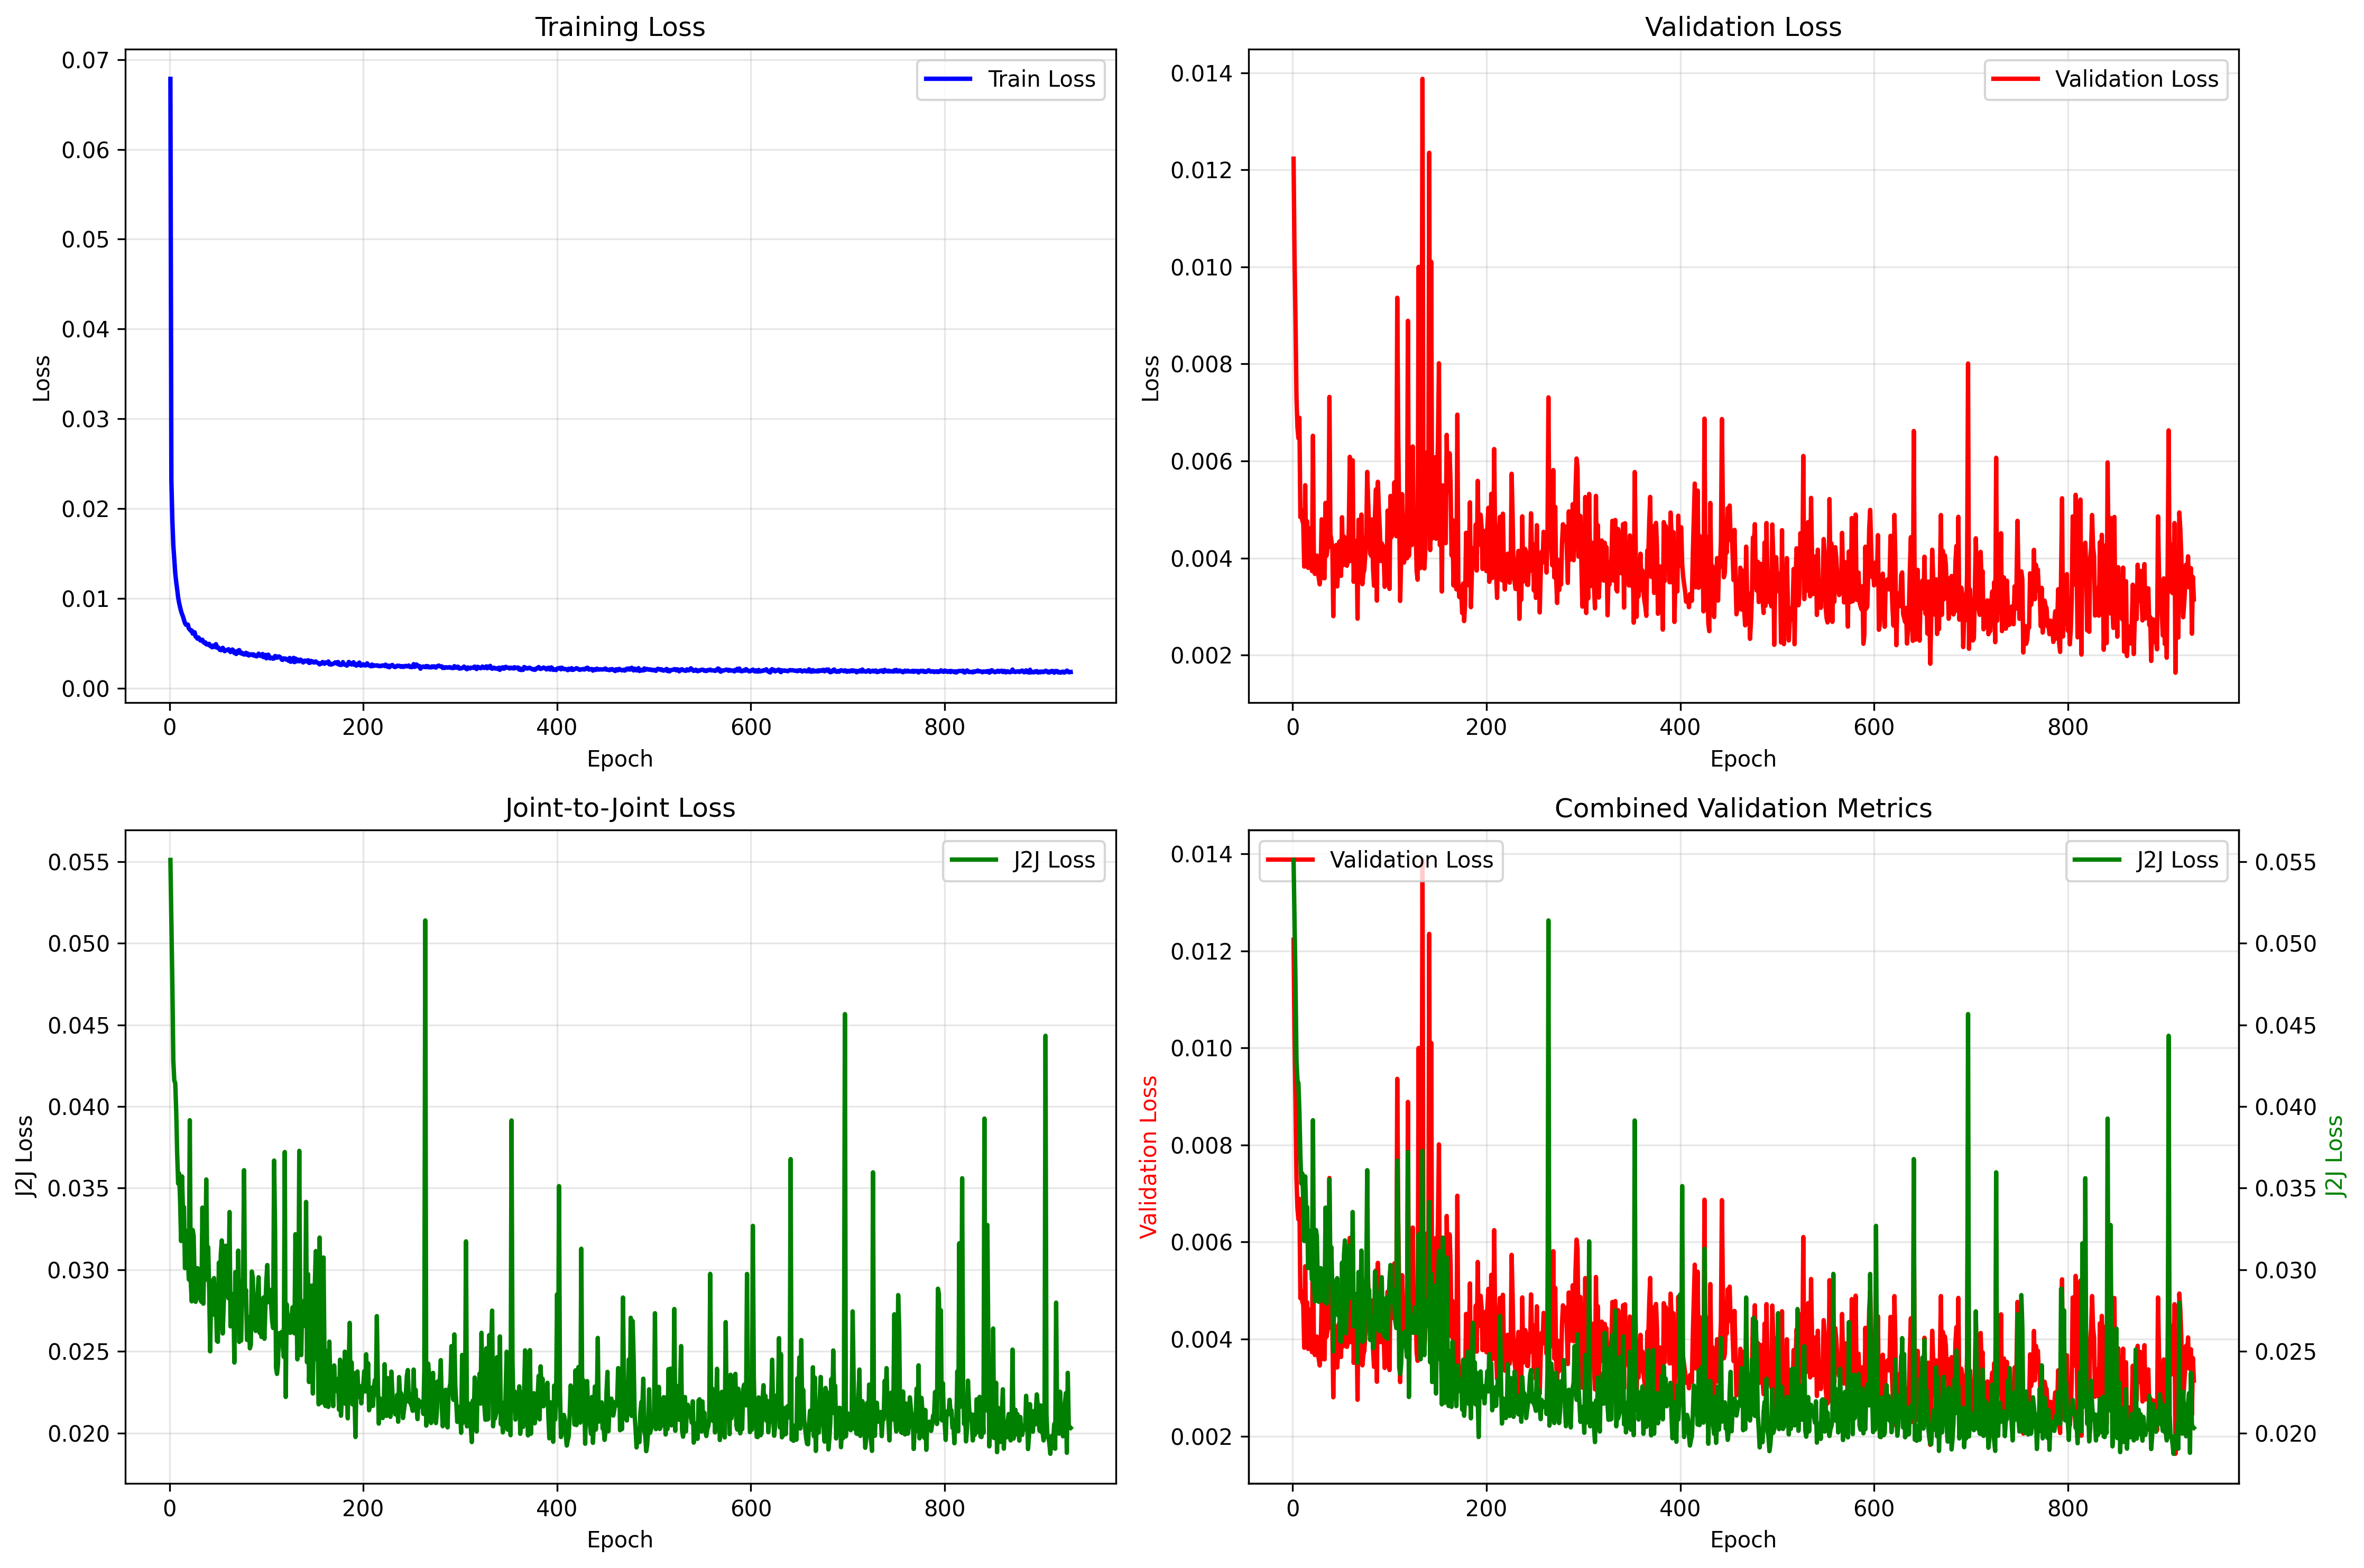 Training Loss
Train Loss
0.07
0.06
0.05
0.04
0.03
0.02
0.01
0.00
Loss
0 200 400 600 800
Epoch
Validation Loss
Validation Loss
0.014
0.012
0.010
0.008
0.006
0.004
0.002
Loss
0 200 400 600 800
Epoch
Joint-to-Joint Loss
J2J Loss
0.055
0.050
0.045
0.040
0.035
0.030
0.025
0.020
J2J Loss
0 200 400 600 800
Epoch
Combined Validation Metrics
Validation Loss
J2J Loss
0.014
0.012
0.010
0.008
0.006
0.004
0.002
Validation Loss
0.055
0.050
0.045
0.040
0.035
0.030
0.025
0.020
J2J Loss
0 200 400 600 800
Epoch